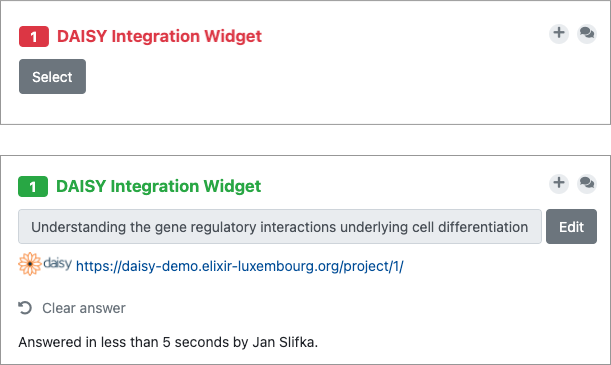 1 DAISY Integration Widget
Select
1 DAISY Integration Widget
Understanding the gene regulatory interactions underlying cell differentiation Edit
daisy https://daisy-demo.elixir-luxembourg.org/project/1/
Clear answer
Answered in less than 5 seconds by Jan Slifka.